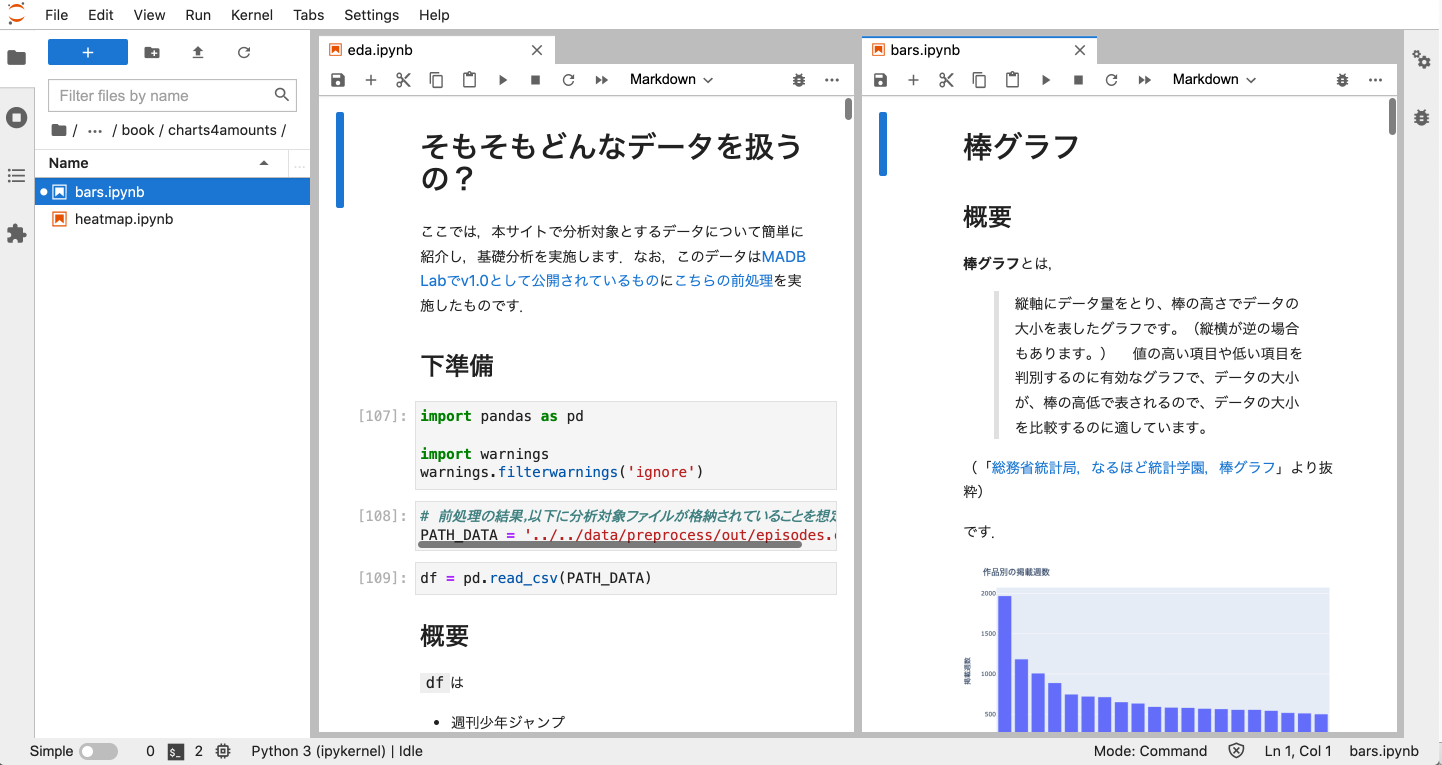 File Edit View Run Kernel Tabs Settings Help
+
Filter files by name
/ … / book / charts4amounts /
Name
bars.ipynb
heatmap.ipynb
eda.ipynb
Markdown
そもそもどんなデータを扱う
の？
ここでは，本サイトで分析対象とするデータについて簡単に
紹介し，基礎分析を実施します．なお，このデータはMADB
Labでv1.0として公開されているものにこちらの前処理を実
施したものです．
下準備
[107]: import pandas as pd
import warnings
warnings.filterwarnings('ignore')
[108]: # 前処理の結果，以下に分析対象ファイルが格納されていることを想定
PATH_DATA = '../../data/preprocess/out/episodes.
[109]: df = pd.read_csv(PATH_DATA)
概要
df は
• 週刊少年ジャンプ
bars.ipynb
Markdown
棒グラフ
概要
棒グラフとは，
縦軸にデータ量をとり、棒の高さでデータの
大小を表したグラフです。（縦横が逆の場合
もあります。） 値の高い項目や低い項目を
判別するのに有効なグラフで、データの大小
が、棒の高低で表されるので、データの大小
を比較するのに適しています。
（「総務省統計局，なるほど統計学園，棒グラフ」より抜
粋）
です．
作品別の掲載週数
2000
1500
1000
500
掲載週数
Simple 0 $_ 2 Python 3 (ipykernel) | Idle Mode: Command Ln 1, Col 1 bars.ipynb